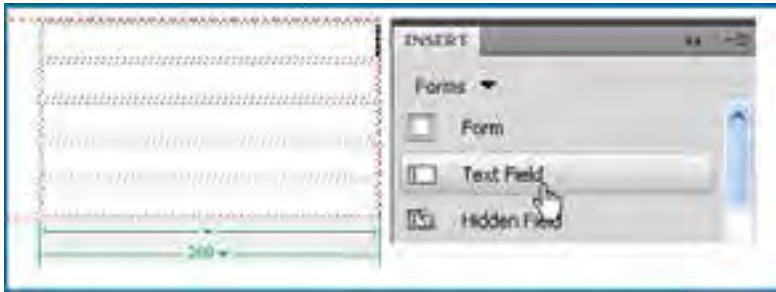 INSERT
Forms
Form
Text Field
Hidden Field
200